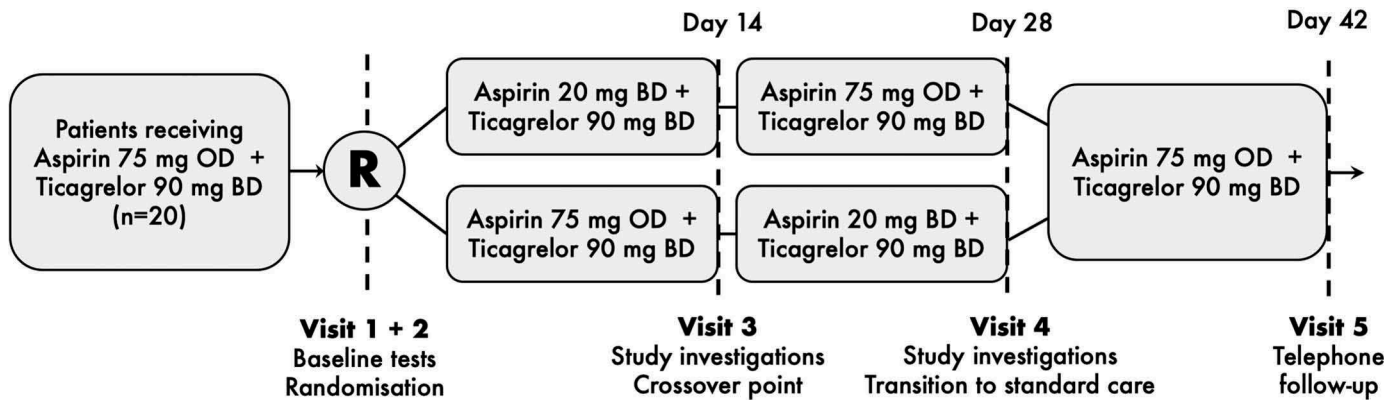 Day 14
Day 28
Day 42
Patients receiving
Aspirin 75 mg OD +
Ticagrelor 90 mg BD
(n=20)
R
Aspirin 20 mg BD +
Ticagrelor 90 mg BD
Aspirin 75 mg OD +
Ticagrelor 90 mg BD
Aspirin 75 mg OD +
Ticagrelor 90 mg BD
Aspirin 20 mg BD +
Ticagrelor 90 mg BD
Aspirin 75 mg OD +
Ticagrelor 90 mg BD
Visit 1 + 2
Baseline tests
Randomisation
Visit 3
Study investigations
Crossover point
Visit 4
Study investigations
Transition to standard care
Visit 5
Telephone
follow-up